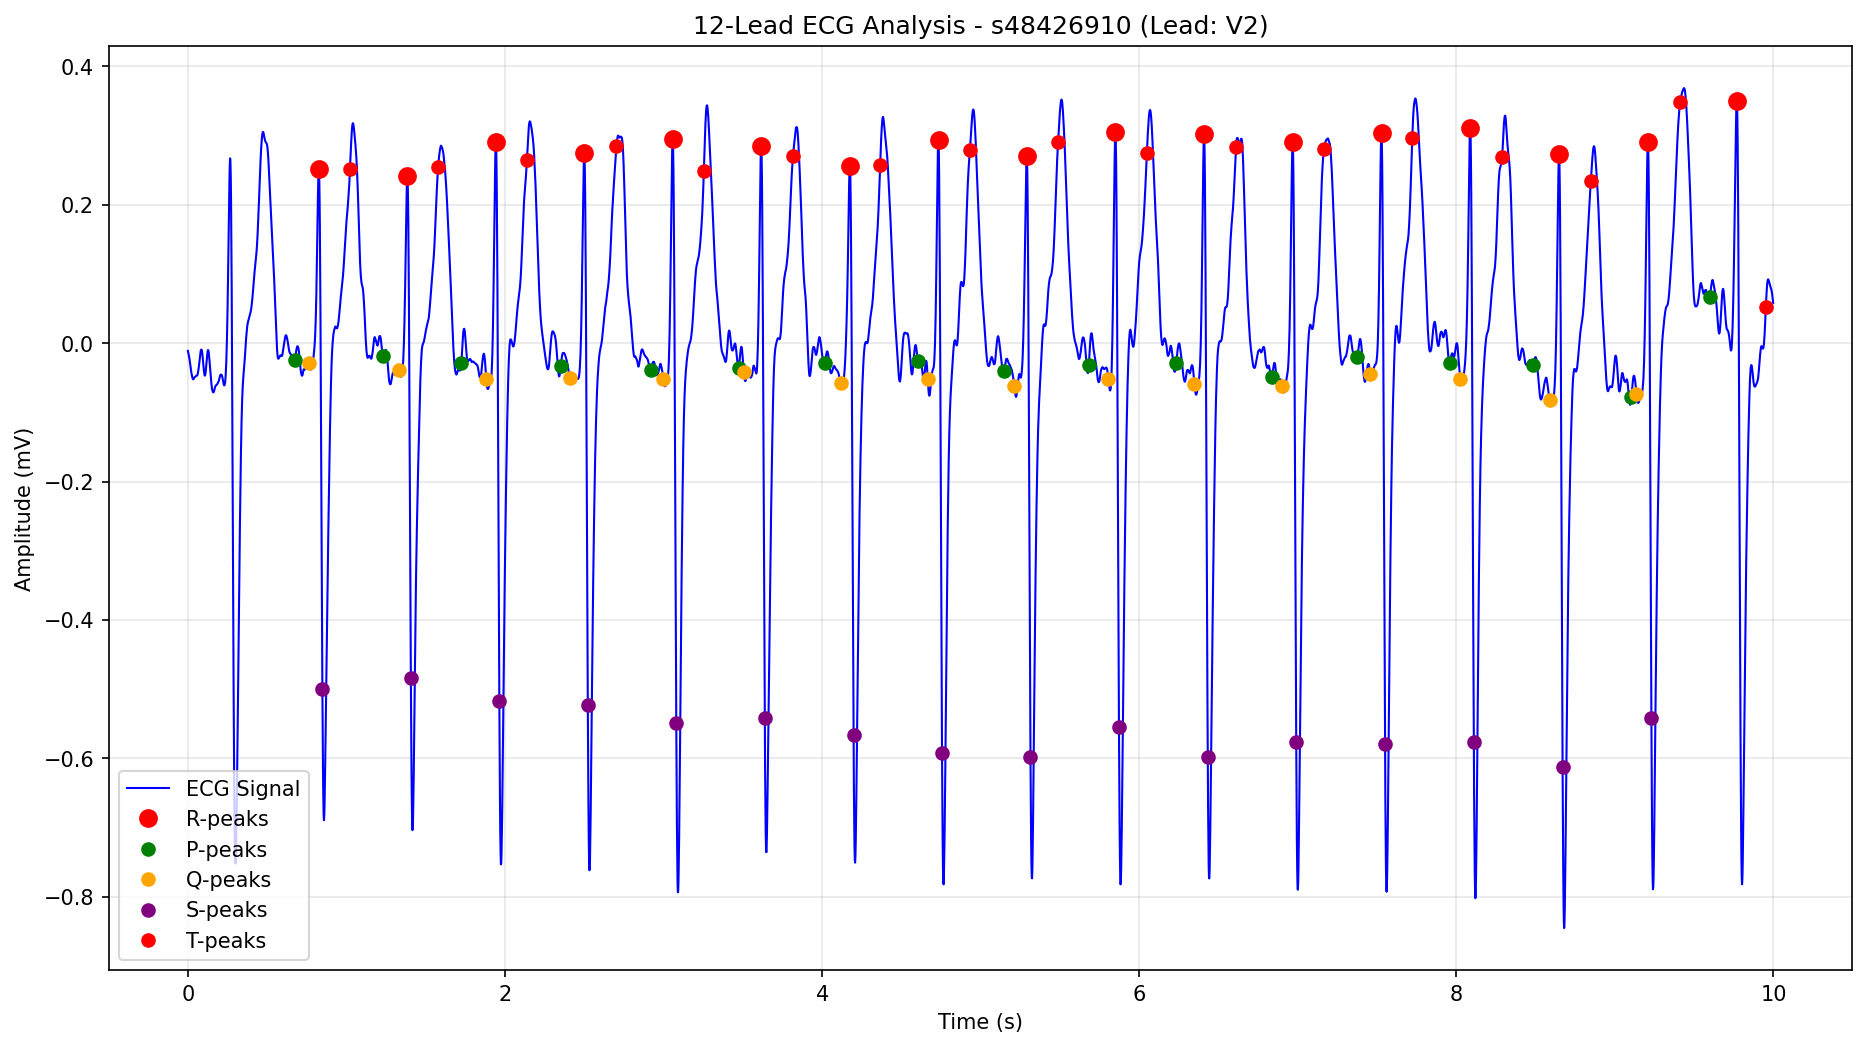 12-Lead ECG Analysis - s48426910 (Lead: V2)
Amplitude (mV)
0.4
0.2
0.0
−0.2
−0.4
−0.6
−0.8
ECG Signal
R-peaks
P-peaks
Q-peaks
S-peaks
T-peaks
0 2 4 6 8 10
Time (s)